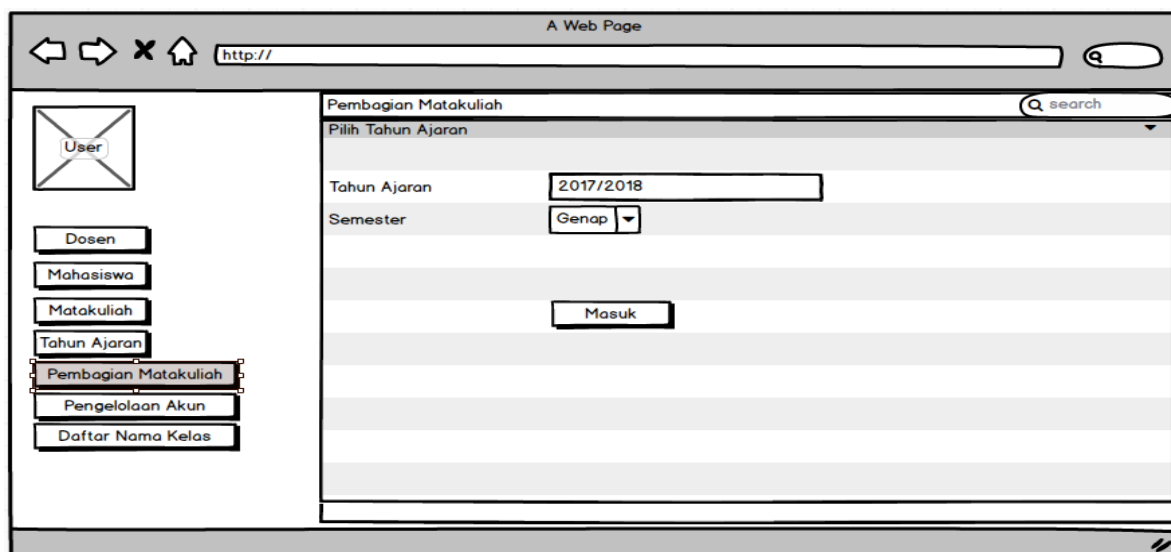 A Web Page
http://
User
Dosen
Mahasiswa
Matakuliah
Tahun Ajaran
Pembagian Matakuliah
Pengelolaan Akun
Daftar Nama Kelas
Pembagian Matakuliah
search
Pilih Tahun Ajaran
Tahun Ajaran 2017/2018
Semester Genap
Masuk